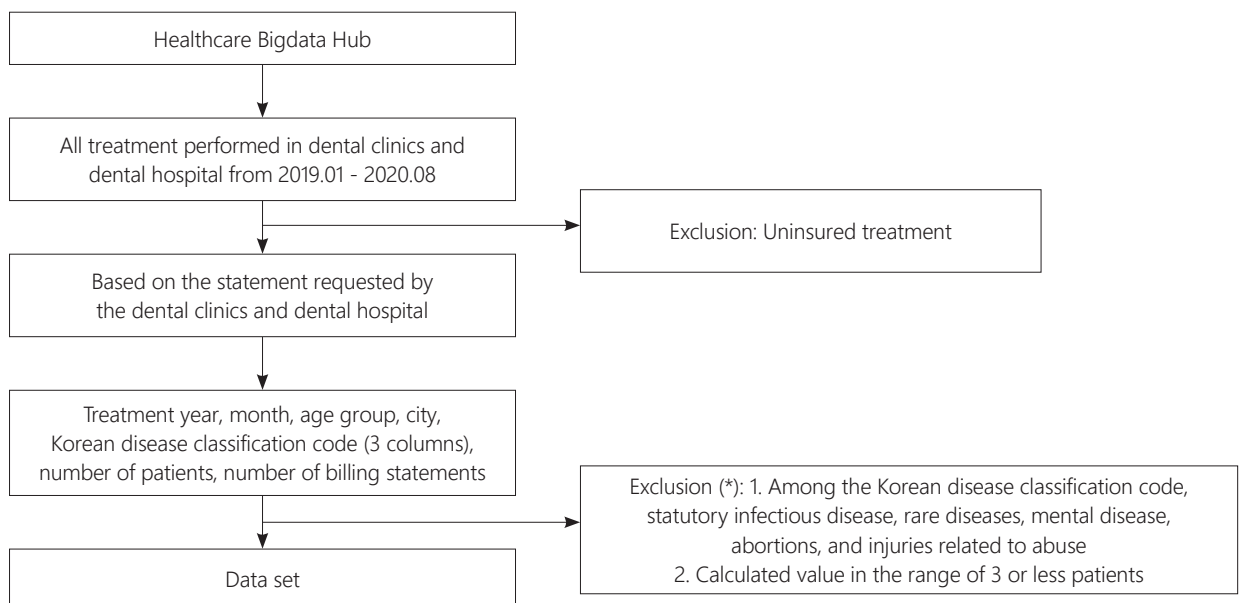 Healthcare Bigdata Hub
All treatment performed in dental clinics and
dental hospital from 2019.01 - 2020.08
Exclusion: Uninsured treatment
Based on the statement requested by
the dental clinics and dental hospital
Treatment year, month, age group, city,
Korean disease classification code (3 columns),
number of patients, number of billing statements
Exclusion (*): 1. Among the Korean disease classification code,
statutory infectious disease, rare diseases, mental disease,
abortions, and injuries related to abuse
2. Calculated value in the range of 3 or less patients
Data set